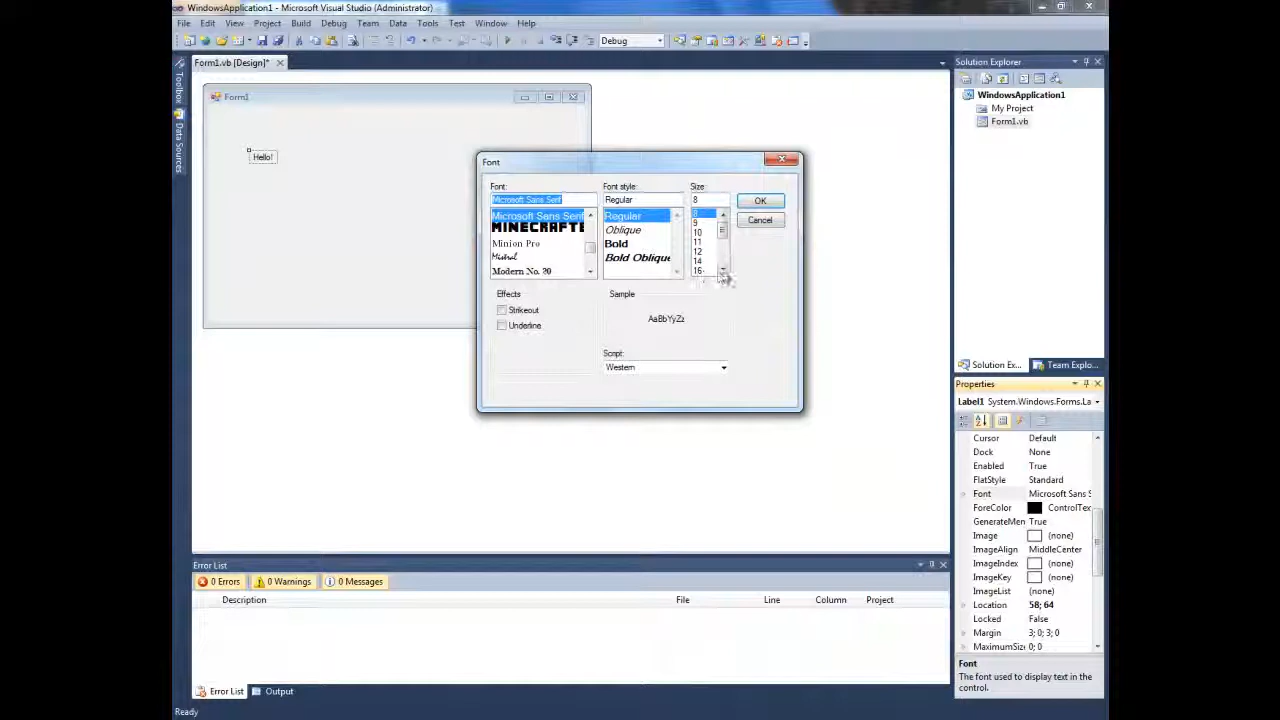 WindowsApplication1 - Microsoft Visual Studio (Administrator)
File Edit View Project Build Debug Team Data Tools Test Window Help
Debug
Form1.vb [Design]*
Toolbox
Data Sources
Form1
Hello!
Font
Font: Font style: Size:
Microsoft Sans Serif Regular 8
Microsoft Sans Serif Regular 8
MINECRAFTE Oblique 9
Minion Pro Bold 10
Mistral Bold Oblique 11
Modern No. 20 12
14
16
OK
Cancel
Effects
Strikeout
Underline
Sample
AaBbYyZz
Script:
Western
Solution Explorer
WindowsApplication1
My Project
Form1.vb
Solution Ex... Team Explo...
Properties
Label1 System.Windows.Forms.La
Cursor Default
Dock None
Enabled True
FlatStyle Standard
Font Microsoft Sans S
ForeColor ControlTex
GenerateMem True
Image (none)
ImageAlign MiddleCenter
ImageIndex (none)
ImageKey (none)
ImageList (none)
Location 58; 64
Locked False
Margin 3; 0; 3; 0
MaximumSize 0; 0
Font
The font used to display text in the
control.
Error List
0 Errors 0 Warnings 0 Messages
Description File Line Column Project
Error List Output
Ready